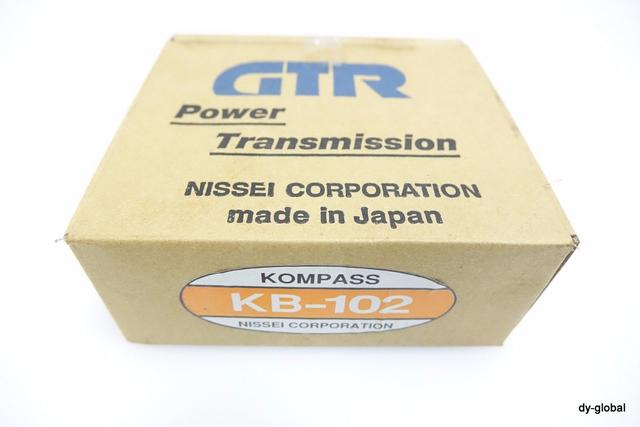 GTR
Power
Transmission
NISSEI CORPORATION
made in Japan
KOMPASS
KB-102
NISSEI CORPORATION
dy-global